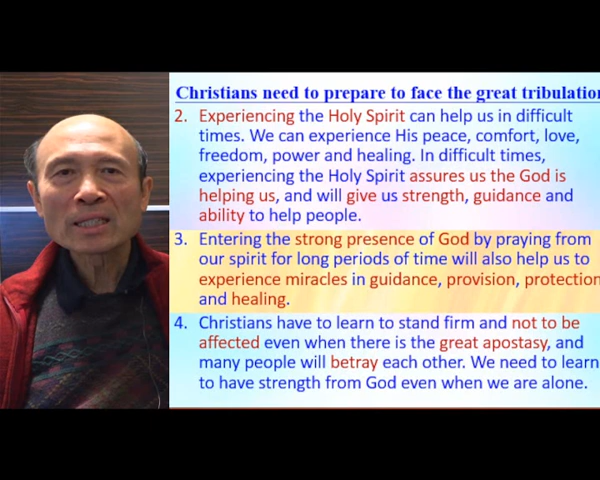 Christians need to prepare to face the great tribulation
2. Experiencing the Holy Spirit can help us in difficult
times. We can experience His peace, comfort, love,
freedom, power and healing. In difficult times,
experiencing the Holy Spirit assures us the God is
helping us, and will give us strength, guidance and
ability to help people.
3. Entering the strong presence of God by praying from
our spirit for long periods of time will also help us to
experience miracles in guidance, provision, protection
and healing.
4. Christians have to learn to stand firm and not to be
affected even when there is the great apostasy, and
many people will betray each other. We need to learn
to have strength from God even when we are alone.